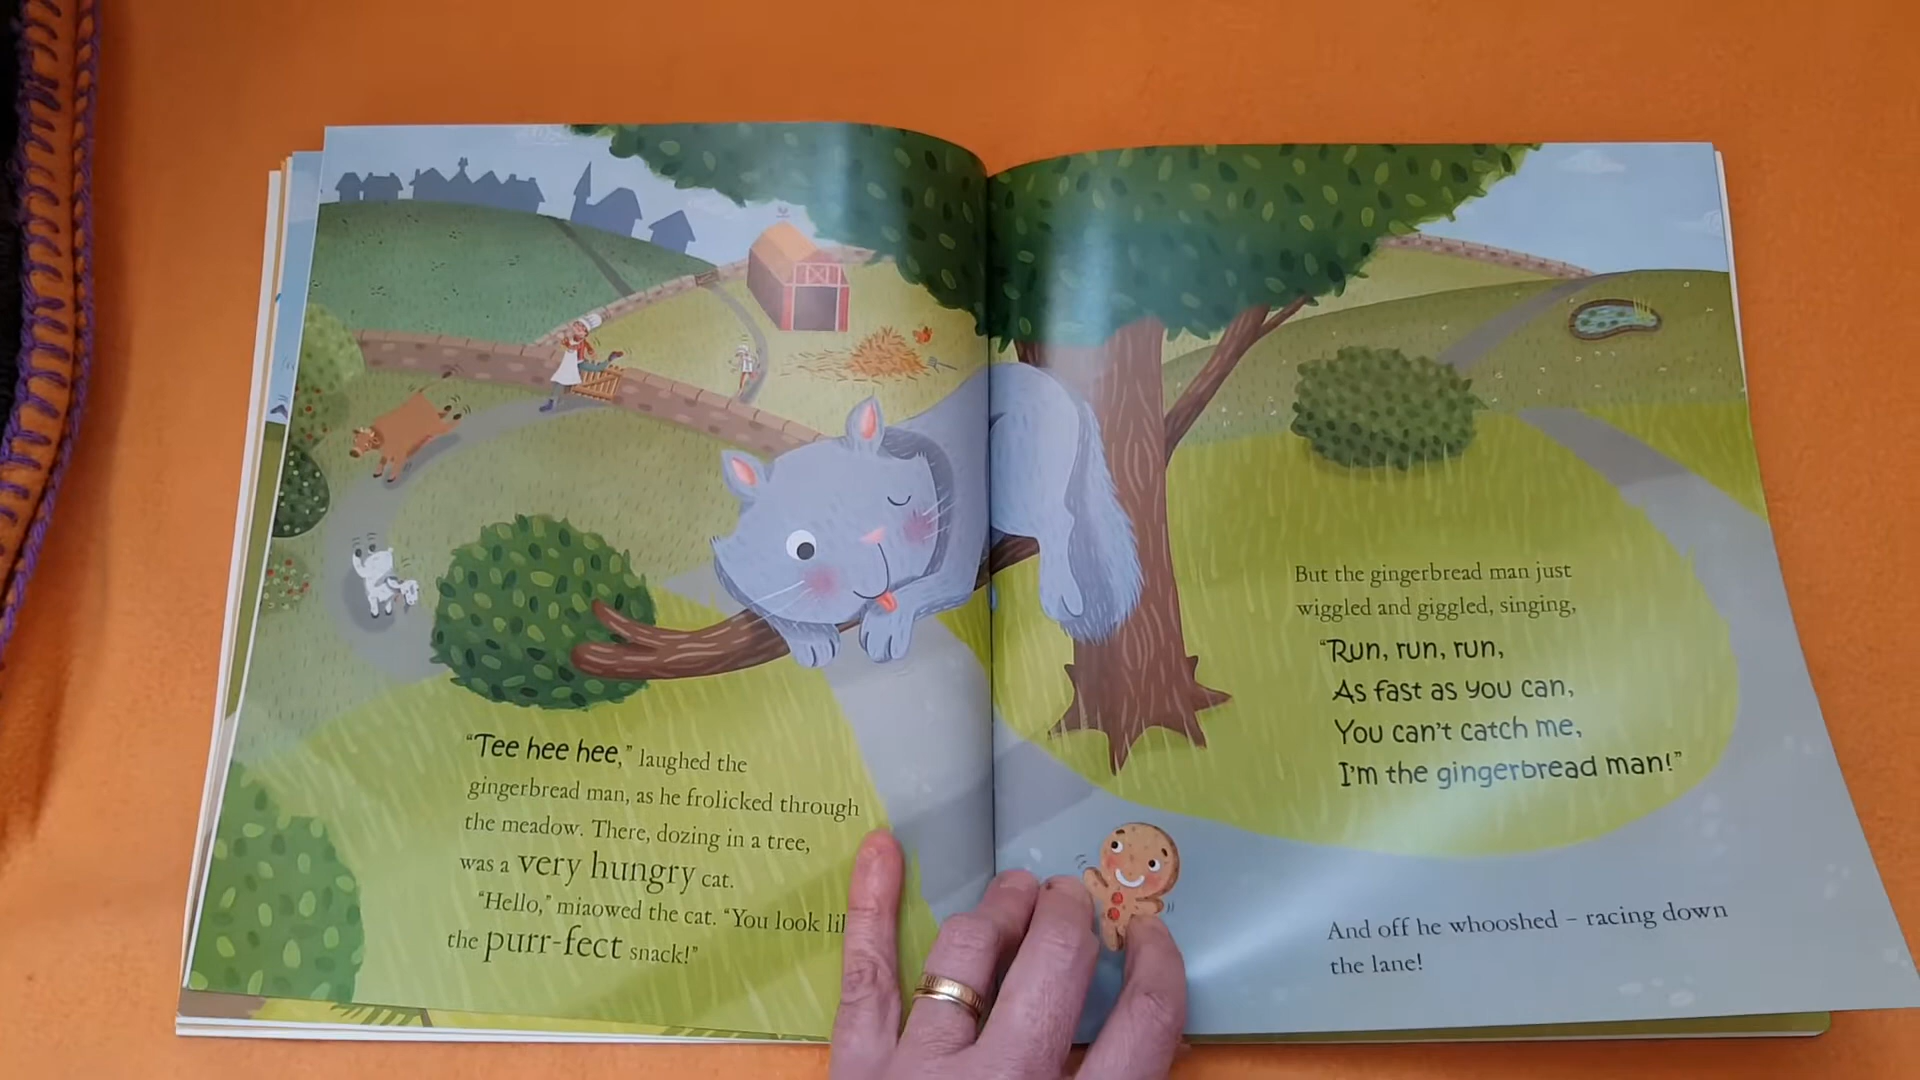 “Tee hee hee,” laughed the
gingerbread man, as he frolicked through
the meadow. There, dozing in a tree,
was a very hungry cat.
“Hello,” miaowed the cat. “You look
the purr-fect snack!”
But the gingerbread man just
wiggled and giggled, singing,
“Run, run, run,
As fast as you can,
You can’t catch me,
I’m the gingerbread man!”
And off he whooshed – racing down
the lane!